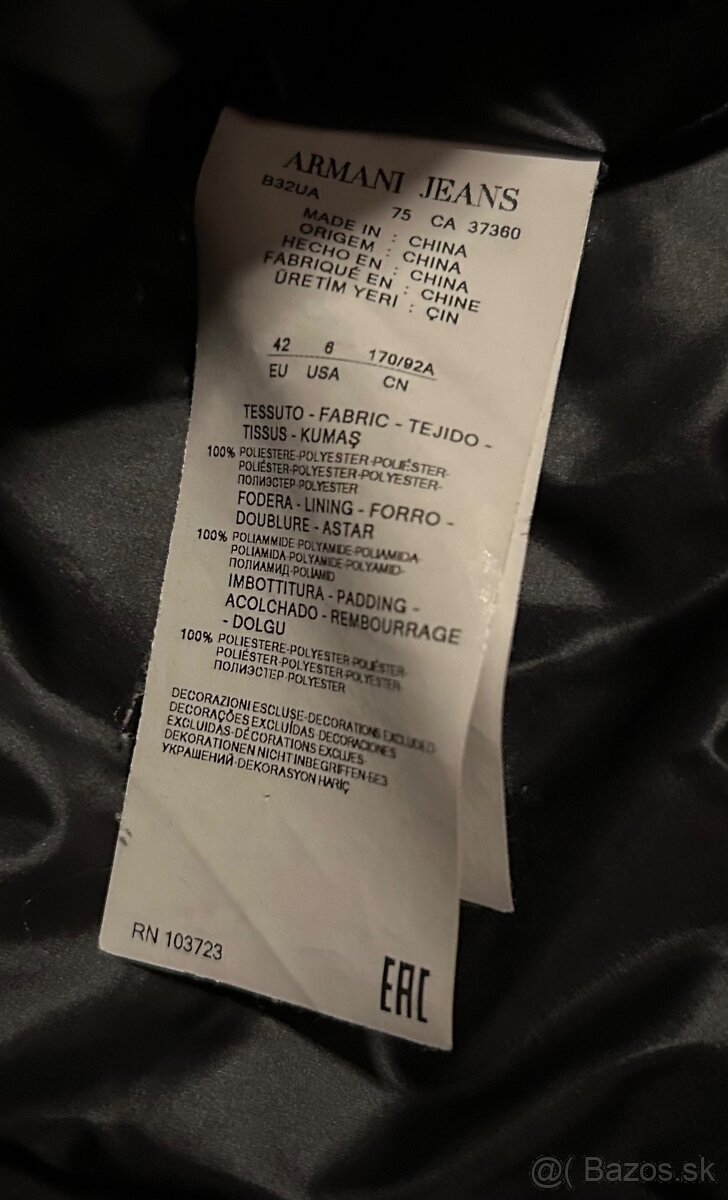 ARMANI JEANS
B32UA 75 CA 37360
MADE IN : CHINA
ORIGEM : CHINA
HECHO EN : CHINA
FABRIQUÉ EN : CHINE
ÜRETİM YERİ : ÇIN
42 6 170/92A
EU USA CN
TESSUTO - FABRIC - TEJIDO -
TISSUS - KUMAŞ
100% POLIESTERE-POLYESTER-POLIÉSTER-
POLIÉSTER-POLYESTER-POLYESTER-
ПОЛИЭСТЕР-POLYESTER
FODERA - LINING - FORRO -
DOUBLURE - ASTAR
100% POLIAMMIDE-POLYAMIDE-POLIAMIDA-
POLIAMIDA-POLYAMIDE-POLYAMID-
ПОЛИАМИД-POLIAMID
IMBOTTITURA - PADDING -
ACOLCHADO - REMBOURRAGE
- DOLGU
100% POLIESTERE-POLYESTER-POLIÉSTER-
POLIÉSTER-POLYESTER-POLYESTER-
ПОЛИЭСТЕР-POLYESTER
DECORAZIONI ESCLUSE-DECORATIONS EXCLUDED-
DECORAÇÕES EXCLUÍDAS-DECORACIONES
EXCLUIDAS-DÉCORATIONS EXCLUES-
DEKORATIONEN NICHT INBEGRIFFEN-БЕЗ
УКРАШЕНИЙ-DEKORASYON HARİÇ
RN 103723
EAC
@( Bazos.sk